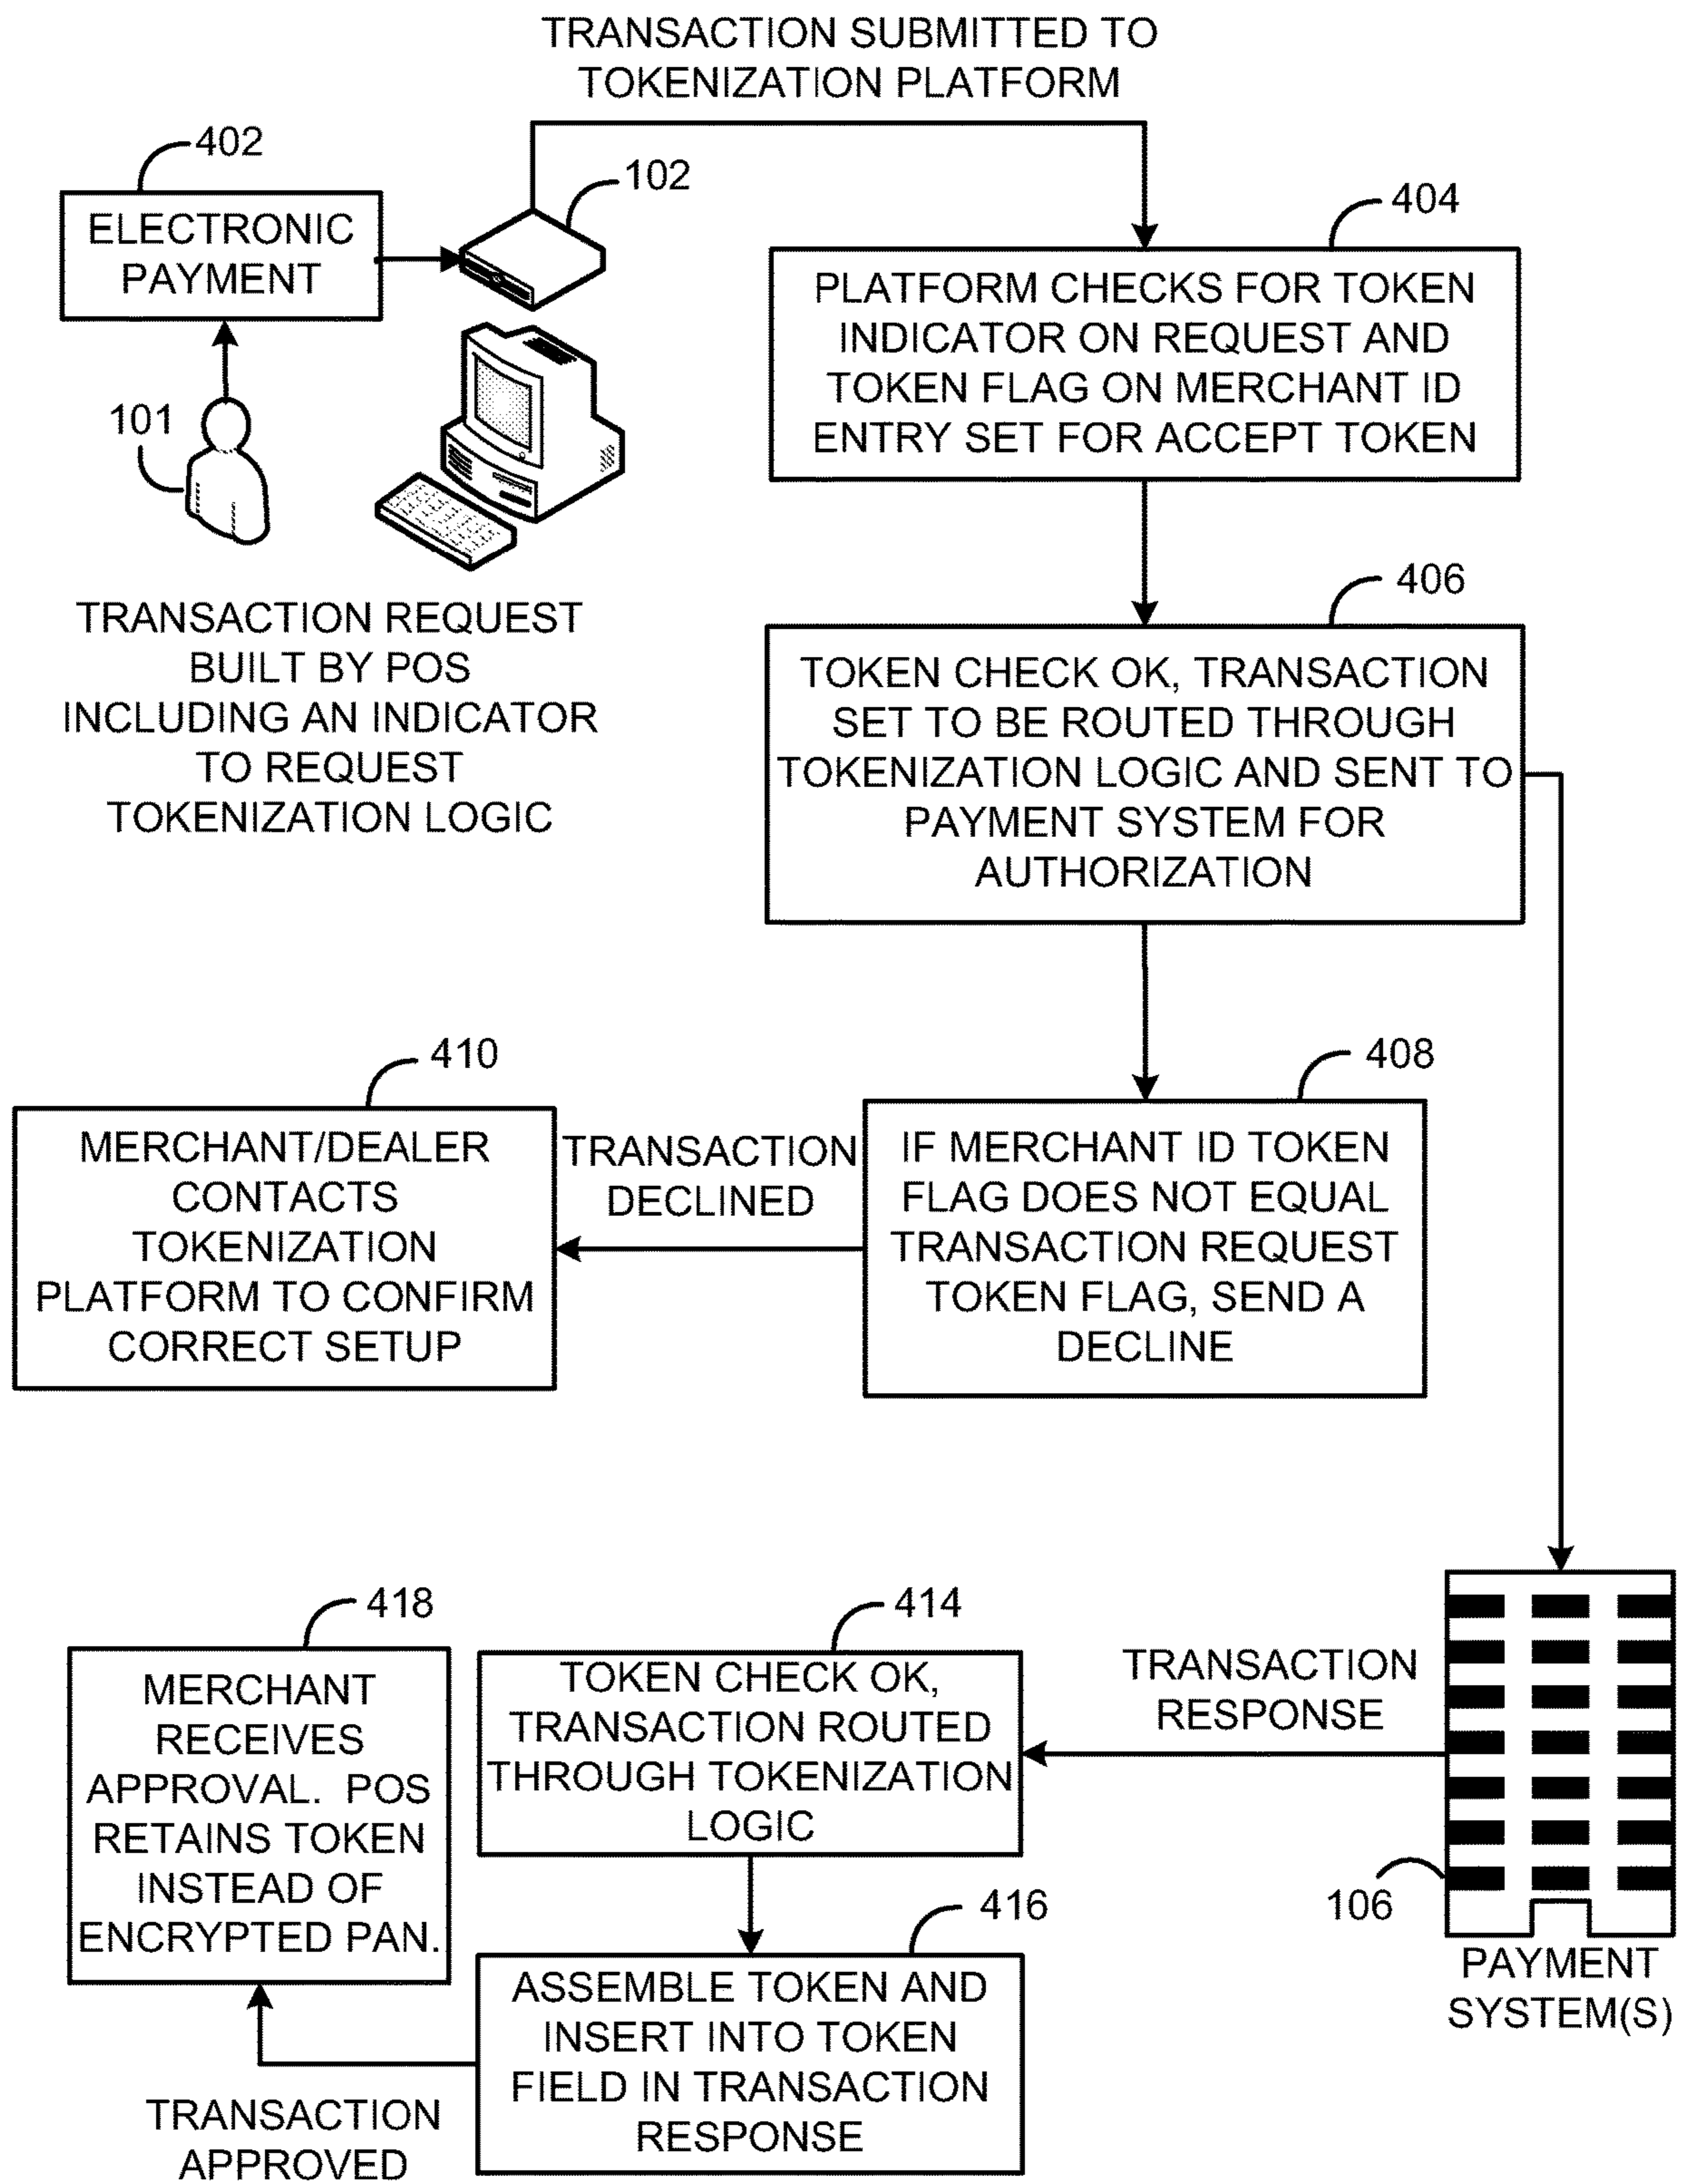 TRANSACTION SUBMITTED TO
TOKENIZATION PLATFORM
402
ELECTRONIC
PAYMENT
102
101
TRANSACTION REQUEST
BUILT BY POS
INCLUDING AN INDICATOR
TO REQUEST
TOKENIZATION LOGIC
404
PLATFORM CHECKS FOR TOKEN
INDICATOR ON REQUEST AND
TOKEN FLAG ON MERCHANT ID
ENTRY SET FOR ACCEPT TOKEN
406
TOKEN CHECK OK, TRANSACTION
SET TO BE ROUTED THROUGH
TOKENIZATION LOGIC AND SENT TO
PAYMENT SYSTEM FOR
AUTHORIZATION
408
IF MERCHANT ID TOKEN
FLAG DOES NOT EQUAL
TRANSACTION REQUEST
TOKEN FLAG, SEND A
DECLINE
TRANSACTION
DECLINED
410
MERCHANT/DEALER
CONTACTS
TOKENIZATION
PLATFORM TO CONFIRM
CORRECT SETUP
106
PAYMENT
SYSTEM(S)
TRANSACTION
RESPONSE
414
TOKEN CHECK OK,
TRANSACTION ROUTED
THROUGH TOKENIZATION
LOGIC
416
ASSEMBLE TOKEN AND
INSERT INTO TOKEN
FIELD IN TRANSACTION
RESPONSE
TRANSACTION
APPROVED
418
MERCHANT
RECEIVES
APPROVAL. POS
RETAINS TOKEN
INSTEAD OF
ENCRYPTED PAN.